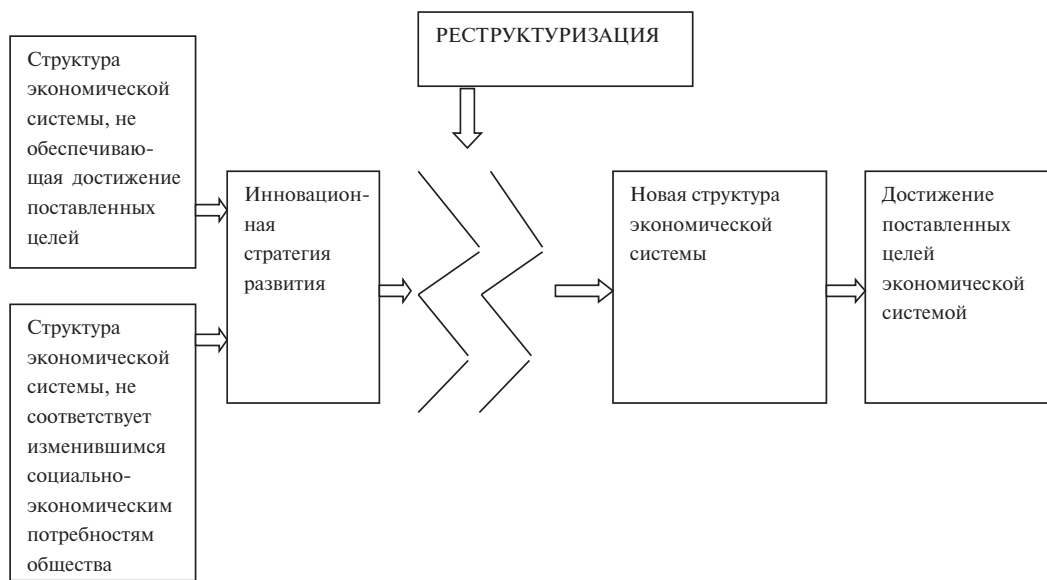 РЕСТРУКТУРИЗАЦИЯ
Структура
экономической
системы, не
обеспечиваю-
щая достижение
поставленных
целей
Структура
экономической
системы, не
соответствует
изменившимся
социально-
экономическим
потребностям
общества
Инновацион-
ная
стратегия
развития
Новая структура
экономической
системы
Достижение
поставленных
целей
экономической
системой